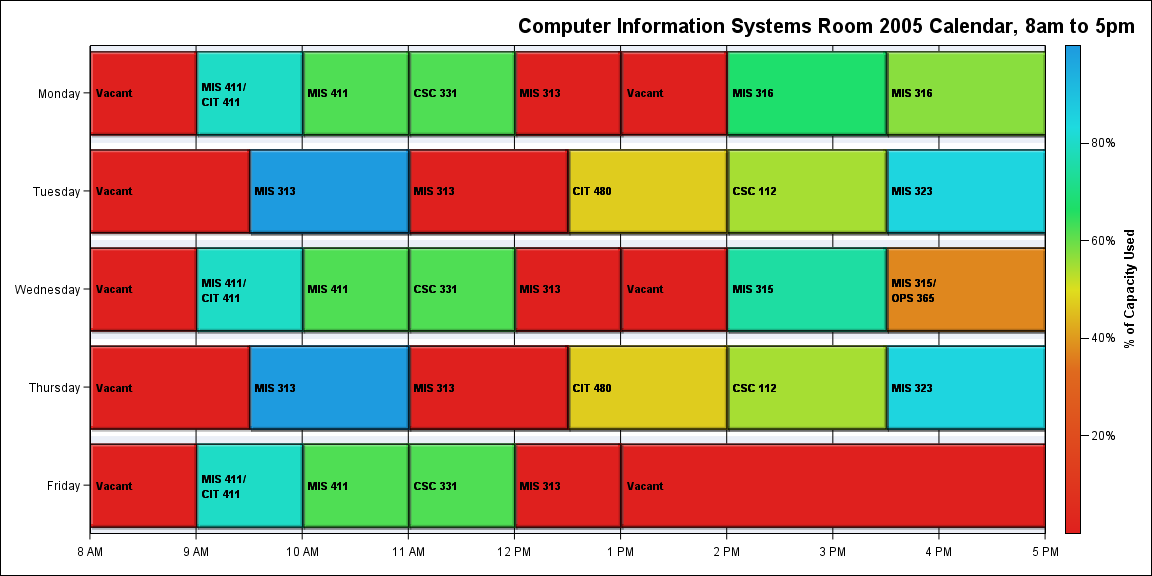 Computer Information Systems Room 2005 Calendar, 8am to 5pm
Monday
Vacant
MIS 411/
CIT 411
MIS 411
CSC 331
MIS 313
Vacant
MIS 316
MIS 316
Tuesday
Vacant
MIS 313
MIS 313
CIT 480
CSC 112
MIS 323
Wednesday
Vacant
MIS 411/
CIT 411
MIS 411
CSC 331
MIS 313
Vacant
MIS 315
MIS 315/
OPS 365
Thursday
Vacant
MIS 313
MIS 313
CIT 480
CSC 112
MIS 323
Friday
Vacant
MIS 411/
CIT 411
MIS 411
CSC 331
MIS 313
Vacant
8 AM
9 AM
10 AM
11 AM
12 PM
1 PM
2 PM
3 PM
4 PM
5 PM
80%
60%
40%
20%
% of Capacity Used